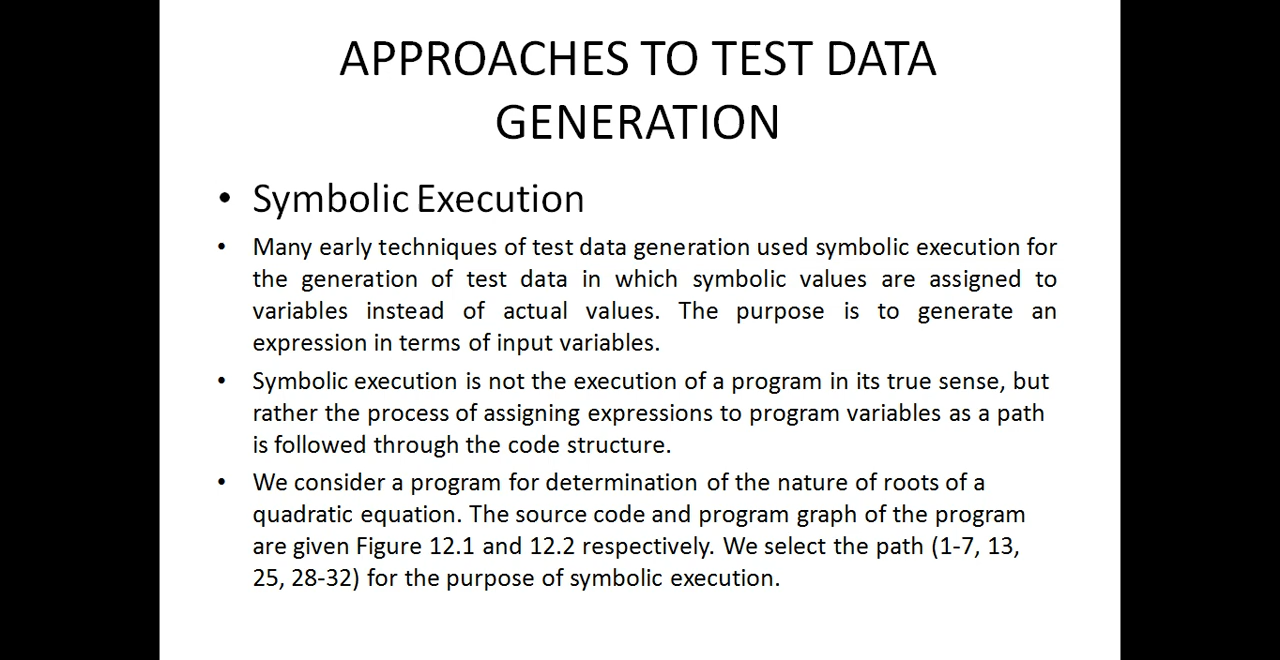 APPROACHES TO TEST DATA
GENERATION
• Symbolic Execution
• Many early techniques of test data generation used symbolic execution for
the generation of test data in which symbolic values are assigned to
variables instead of actual values. The purpose is to generate an
expression in terms of input variables.
• Symbolic execution is not the execution of a program in its true sense, but
rather the process of assigning expressions to program variables as a path
is followed through the code structure.
• We consider a program for determination of the nature of roots of a
quadratic equation. The source code and program graph of the program
are given Figure 12.1 and 12.2 respectively. We select the path (1-7, 13,
25, 28-32) for the purpose of symbolic execution.